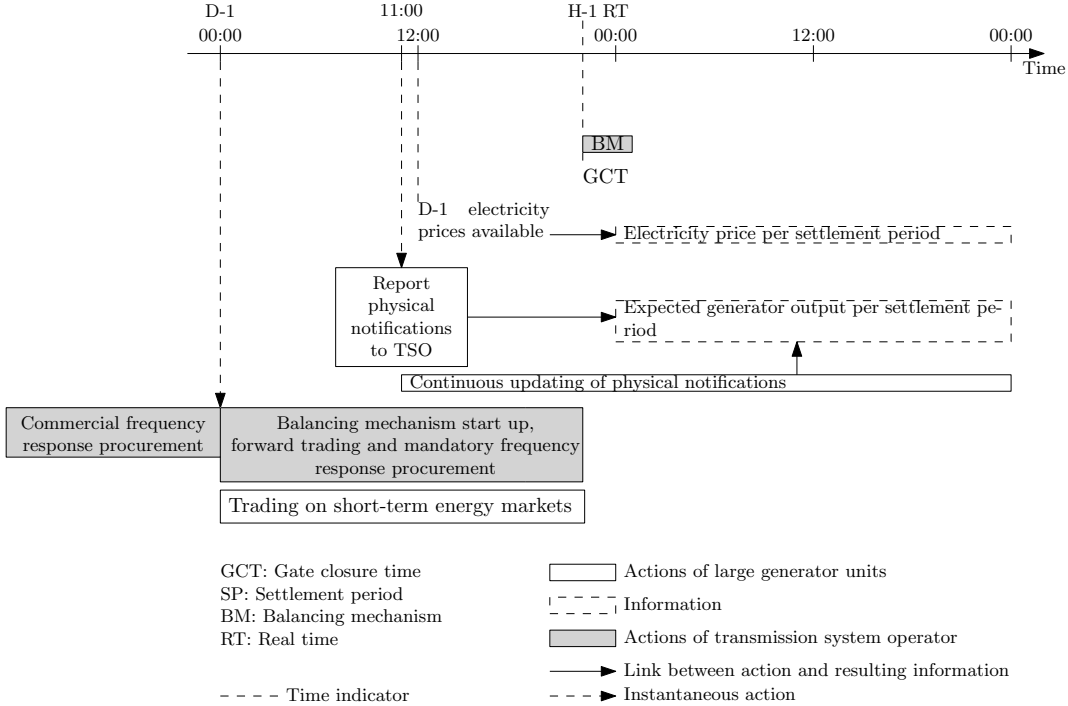 D-1 11:00 H-1 RT
00:00 12:00 00:00 12:00 00:00
Time
BM
GCT
D-1 electricity
prices available
Electricity price per settlement period
Report
physical
notifications
to TSO
Expected generator output per settlement pe-
riod
Continuous updating of physical notifications
Commercial frequency
response procurement
Balancing mechanism start up,
forward trading and mandatory frequency
response procurement
Trading on short-term energy markets
GCT: Gate closure time
SP: Settlement period
BM: Balancing mechanism
RT: Real time
Time indicator
Actions of large generator units
Information
Actions of transmission system operator
Link between action and resulting information
Instantaneous action